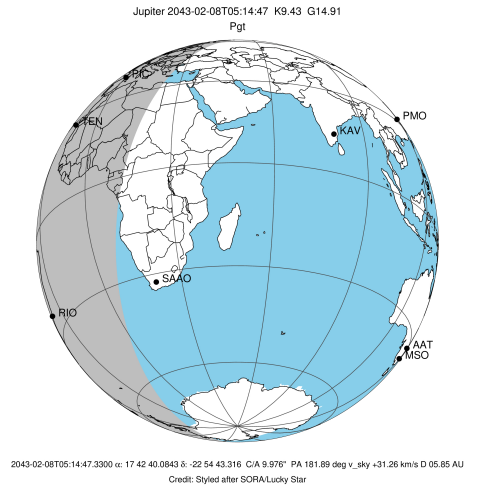 Jupiter 2043-02-08T05:14:47 K9.43 G14.91
Pgt
PIC
PMO
TEN
KAV
SAAO
RIO
AAT
MSO
2043-02-08T05:14:47.3300 α: 17 42 40.0843 δ: -22 54 43.316 C/A 9.976" PA 181.89 deg v_sky +31.26 km/s D 05.85 AU
Credit: Styled after SORA/Lucky Star